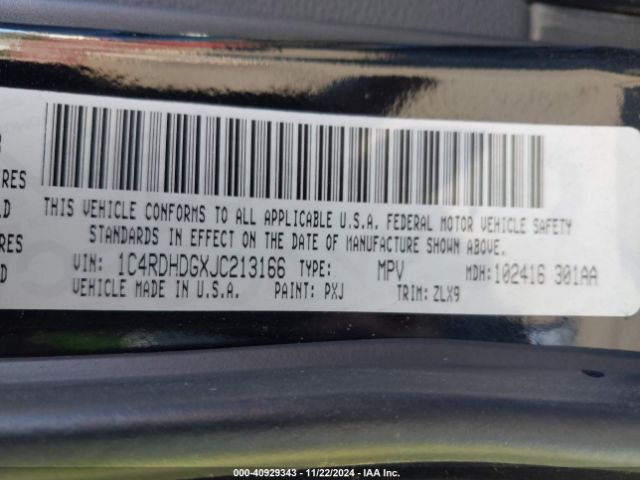 RES
THIS VEHICLE CONFORMS TO ALL APPLICABLE U.S.A. FEDERAL MOTOR VEHICLE SAFETY
STANDARDS IN EFFECT ON THE DATE OF MANUFACTURE SHOWN ABOVE.
LD
RES
VIN: 1C4RDHDGXJC213166 TYPE: MPV MDH: 102416 301AA
LD
VEHICLE MADE IN U.S.A. PAINT: PXJ TRIM: ZLX9
000-40929343 - 11/22/2024 - IAA Inc.